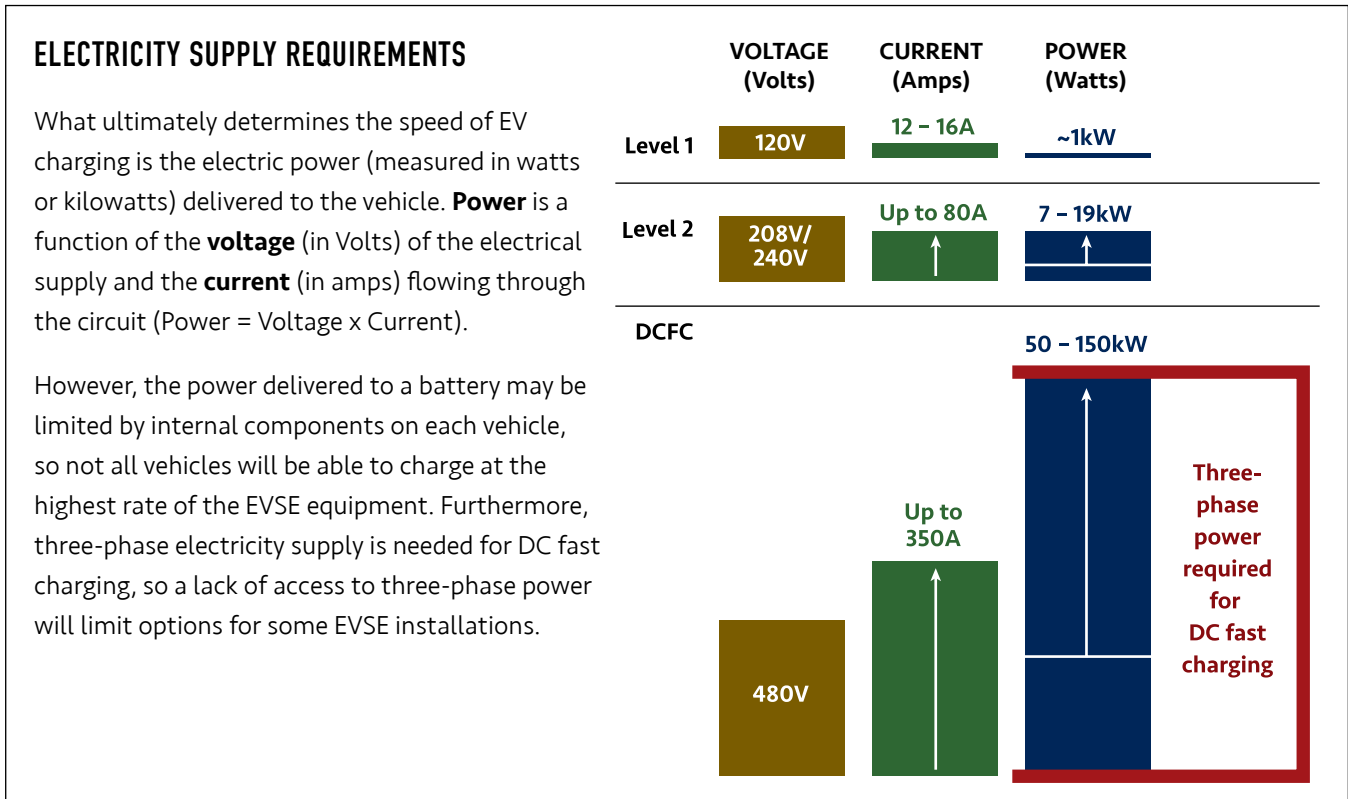 ELECTRICITY SUPPLY REQUIREMENTS
What ultimately determines the speed of EV
charging is the electric power (measured in watts
or kilowatts) delivered to the vehicle. Power is a
function of the voltage (in Volts) of the electrical
supply and the current (in amps) flowing through
the circuit (Power = Voltage x Current).
However, the power delivered to a battery may be
limited by internal components on each vehicle,
so not all vehicles will be able to charge at the
highest rate of the EVSE equipment. Furthermore,
three-phase electricity supply is needed for DC fast
charging, so a lack of access to three-phase power
will limit options for some EVSE installations.
VOLTAGE
(Volts)
CURRENT
(Amps)
POWER
(Watts)
Level 1
120V
12 – 16A
~1kW
Level 2
208V/
240V
Up to 80A
7 – 19kW
DCFC
480V
Up to
350A
50 – 150kW
Three-
phase
power
required
for
DC fast
charging